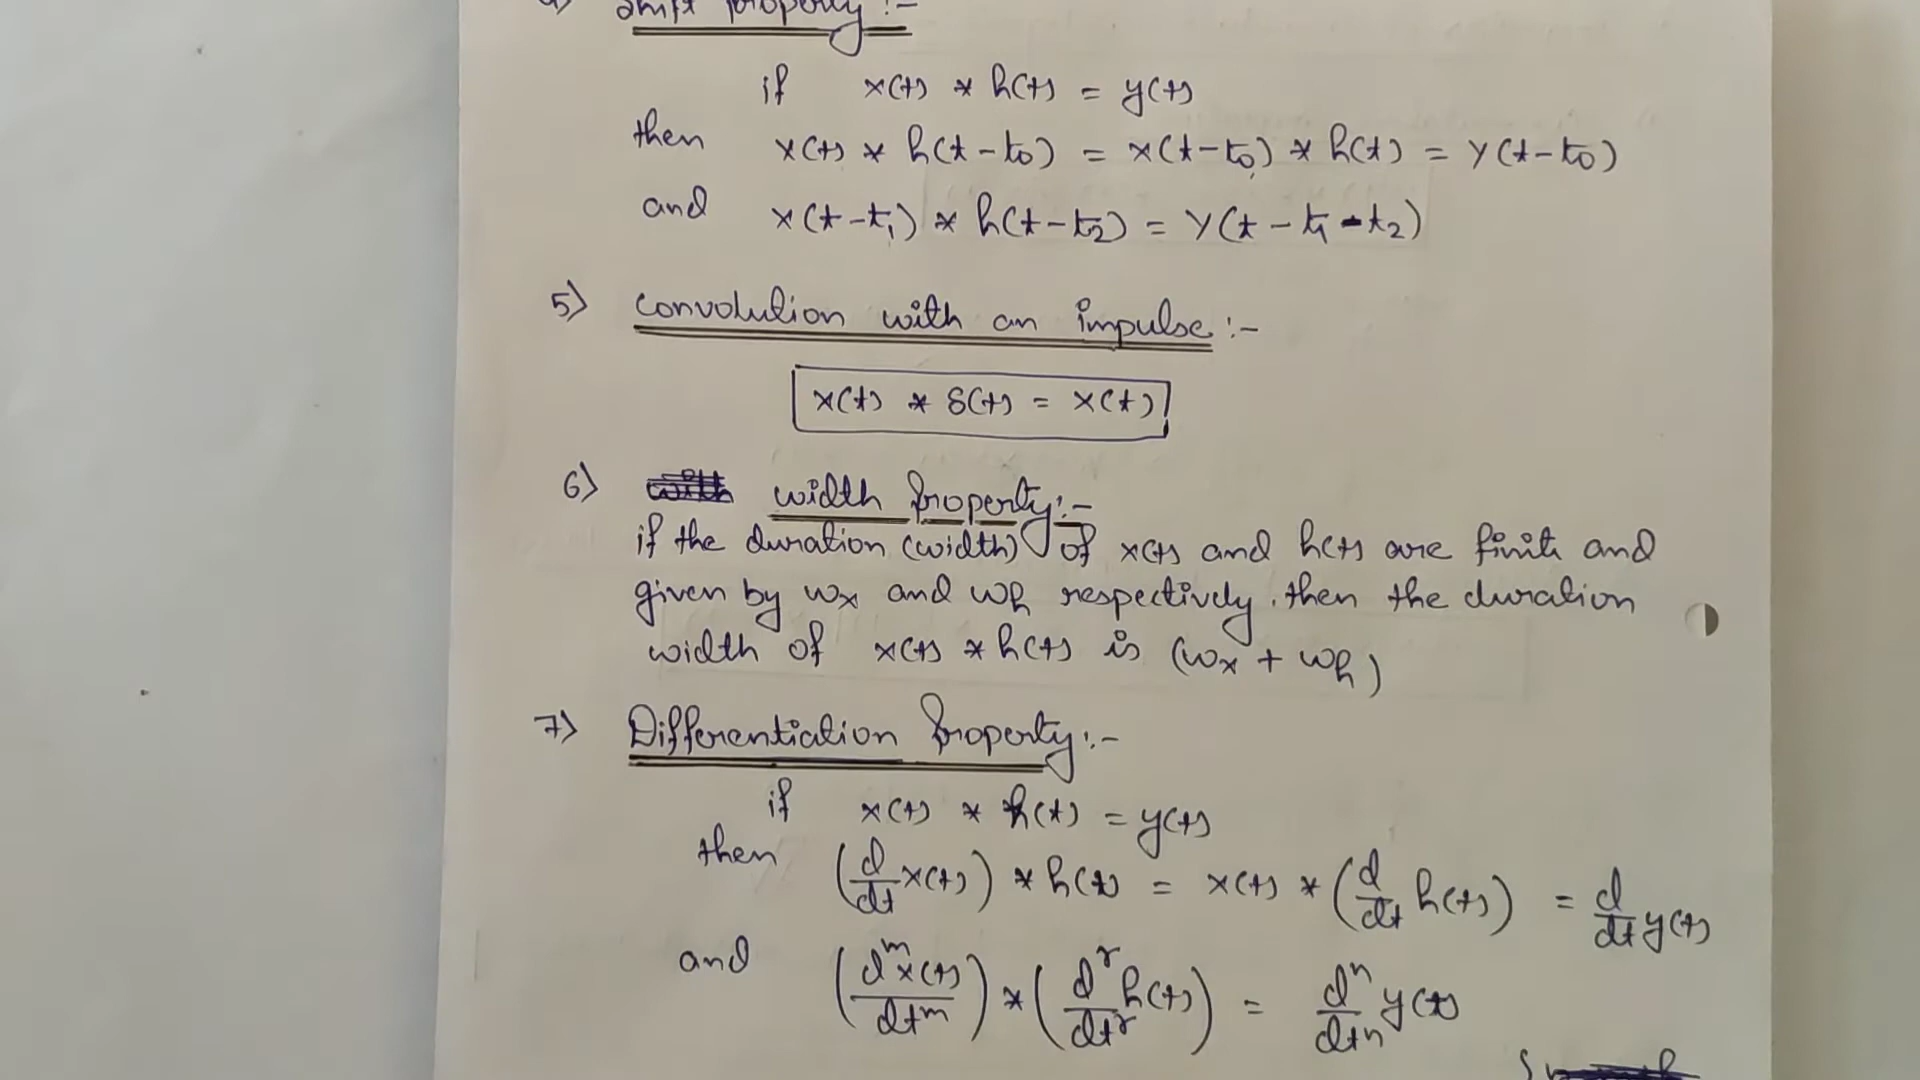 4) Shift property :-
if x(t) * h(t) = y(t)
then x(t) * h(t-t0) = x(t-t0) * h(t) = y(t-t0)
and x(t-t1) * h(t-t2) = y(t-t1-t2)
5) convolution with an impulse :-
x(t) * δ(t) = x(t)
6) width property :-
if the duration (width) of x(t) and h(t) are finite and
given by wx and wh respectively. then the duration
width of x(t) * h(t) is (wx + wh)
7) Differentiation property :-
if x(t) * h(t) = y(t)
then (d/dt x(t)) * h(t) = x(t) * (d/dt h(t)) = d/dt y(t)
and (d^m x(t)/dt^m) * (d^r/dt^r h(t)) = d^n/dt^n y(t)